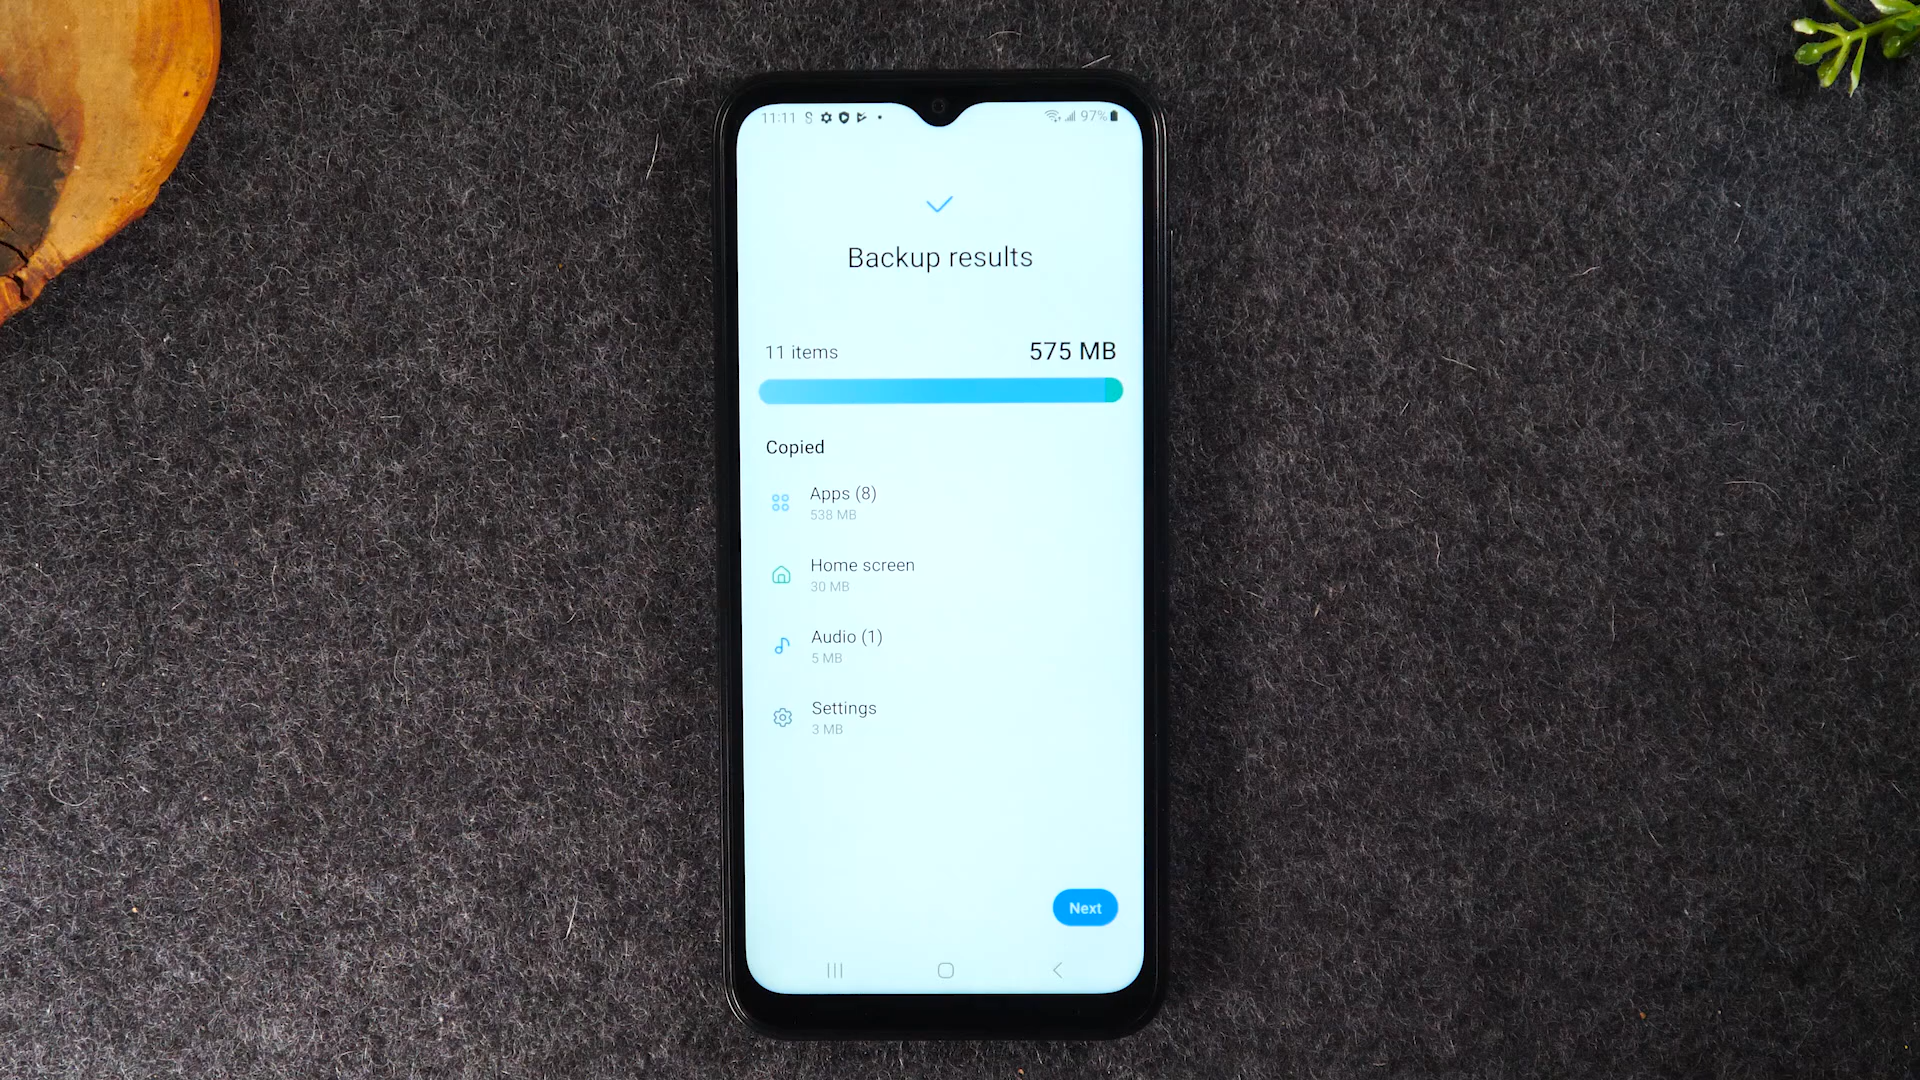 11:11
97%
Backup results
11 items
575 MB
Copied
Apps (8)
538 MB
Home screen
30 MB
Audio (1)
5 MB
Settings
3 MB
Next